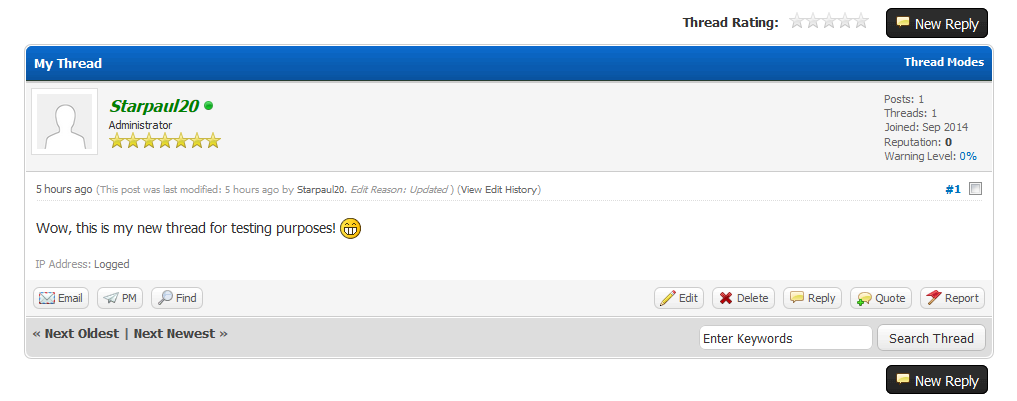 Thread Rating: New Reply
My Thread Thread Modes
Starpaul20
Administrator
Posts: 1
Threads: 1
Joined: Sep 2014
Reputation: 0
Warning Level: 0%
5 hours ago (This post was last modified: 5 hours ago by Starpaul20. Edit Reason: Updated ) (View Edit History) #1
Wow, this is my new thread for testing purposes!
IP Address: Logged
Email PM Find Edit Delete Reply Quote Report
« Next Oldest | Next Newest » Enter Keywords Search Thread
New Reply